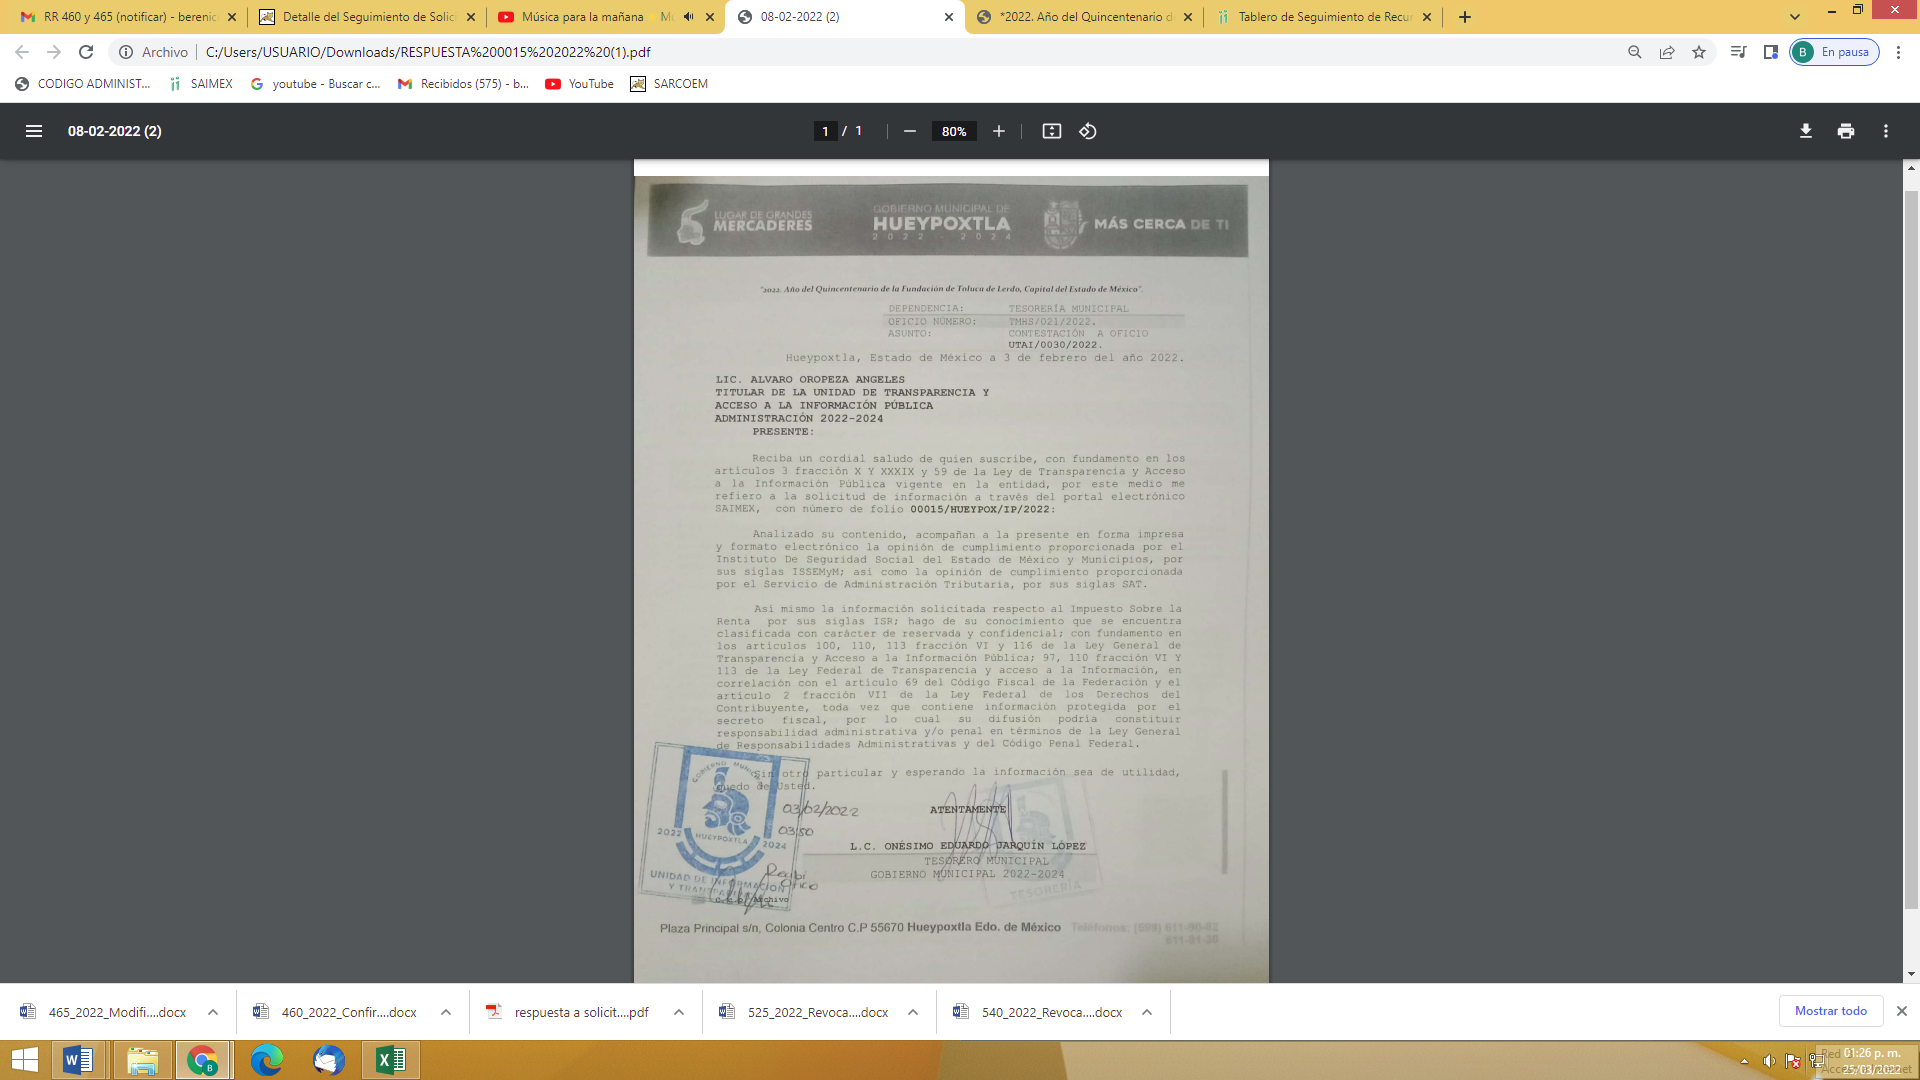 RR 460 y 465 (notificar) - berenic
Detalle del Seguimiento de Solici
Música para la mañana
08-02-2022 (2)
*2022. Año del Quincentenario d
Tablero de Seguimiento de Recur
Archivo
C:/Users/USUARIO/Downloads/RESPUESTA%200015%202022%20(1).pdf
B En pausa
CODIGO ADMINIST...
SAIMEX
youtube - Buscar c...
Recibidos (575) - b...
YouTube
SARCOEM
08-02-2022 (2)
1 / 1
80%
LUGAR DE GRANDES
MERCADERES
GOBIERNO MUNICIPAL DE
HUEYPOXTLA
2022 - 2024
MÁS CERCA DE TI
"2022. Año del Quincentenario de la Fundación de Toluca de Lerdo, Capital del Estado de México".
DEPENDENCIA: TESORERÍA MUNICIPAL
OFICIO NÚMERO: TMHS/021/2022.
ASUNTO: CONTESTACIÓN A OFICIO
UTAI/0030/2022.
Hueypoxtla, Estado de México a 3 de febrero del año 2022.
LIC. ALVARO OROPEZA ANGELES
TITULAR DE LA UNIDAD DE TRANSPARENCIA Y
ACCESO A LA INFORMACIÓN PÚBLICA
ADMINISTRACIÓN 2022-2024
PRESENTE:
Reciba un cordial saludo de quien suscribe, con fundamento en los
artículos 3 fracción X Y XXXIX y 59 de la Ley de Transparencia y Acceso
a la Información Pública vigente en la entidad, por este medio me
refiero a la solicitud de información a través del portal electrónico
SAIMEX, con número de folio 00015/HUEYPOX/IP/2022:
Analizado su contenido, acompañan a la presente en forma impresa
y formato electrónico la opinión de cumplimiento proporcionada por el
Instituto De Seguridad Social del Estado de México y Municipios, por
sus siglas ISSEMyM; así como la opinión de cumplimiento proporcionada
por el Servicio de Administración Tributaria, por sus siglas SAT.
Asi mismo la información solicitada respecto al Impuesto Sobre la
Renta por sus siglas ISR; hago de su conocimiento que se encuentra
clasificada con carácter de reservada y confidencial; con fundamento en
los artículos 100, 110, 113 fracción VI y 116 de la Ley General de
Transparencia y Acceso a la Información Pública; 97, 110 fracción VI Y
113 de la Ley Federal de Transparencia y acceso a la Información, en
correlación con el artículo 69 del Código Fiscal de la Federación y el
artículo 2 fracción VII de la Ley Federal de los Derechos del
Contribuyente, toda vez que contiene información protegida por el
secreto fiscal, por lo cual su difusión podría constituir
responsabilidad administrativa y/o penal en términos de la Ley General
de Responsabilidades Administrativas y del Código Penal Federal.
Sin otro particular y esperando la información sea de utilidad,
quedo de Usted.
GOBIERNO MUNICIPAL
2022 HUEYPOXTLA 2024
UNIDAD DE INFORMACIÓN
Y TRANSPARENCIA
03/02/2022
03:50
Recibi
ATENTAMENTE
L.C. ONÉSIMO EDUARDO JARQUÍN LÓPEZ
TESORERO MUNICIPAL
GOBIERNO MUNICIPAL 2022-2024
TESORERÍA
C.c.p. Archivo
Plaza Principal s/n, Colonia Centro C.P 55670 Hueypoxtla Edo. de México Teléfonos:
465_2022_Modifi....docx
460_2022_Confir....docx
respuesta a solicit....pdf
525_2022_Revoca....docx
540_2022_Revoca....docx
Mostrar todo
01:26 p. m.
25/03/2022